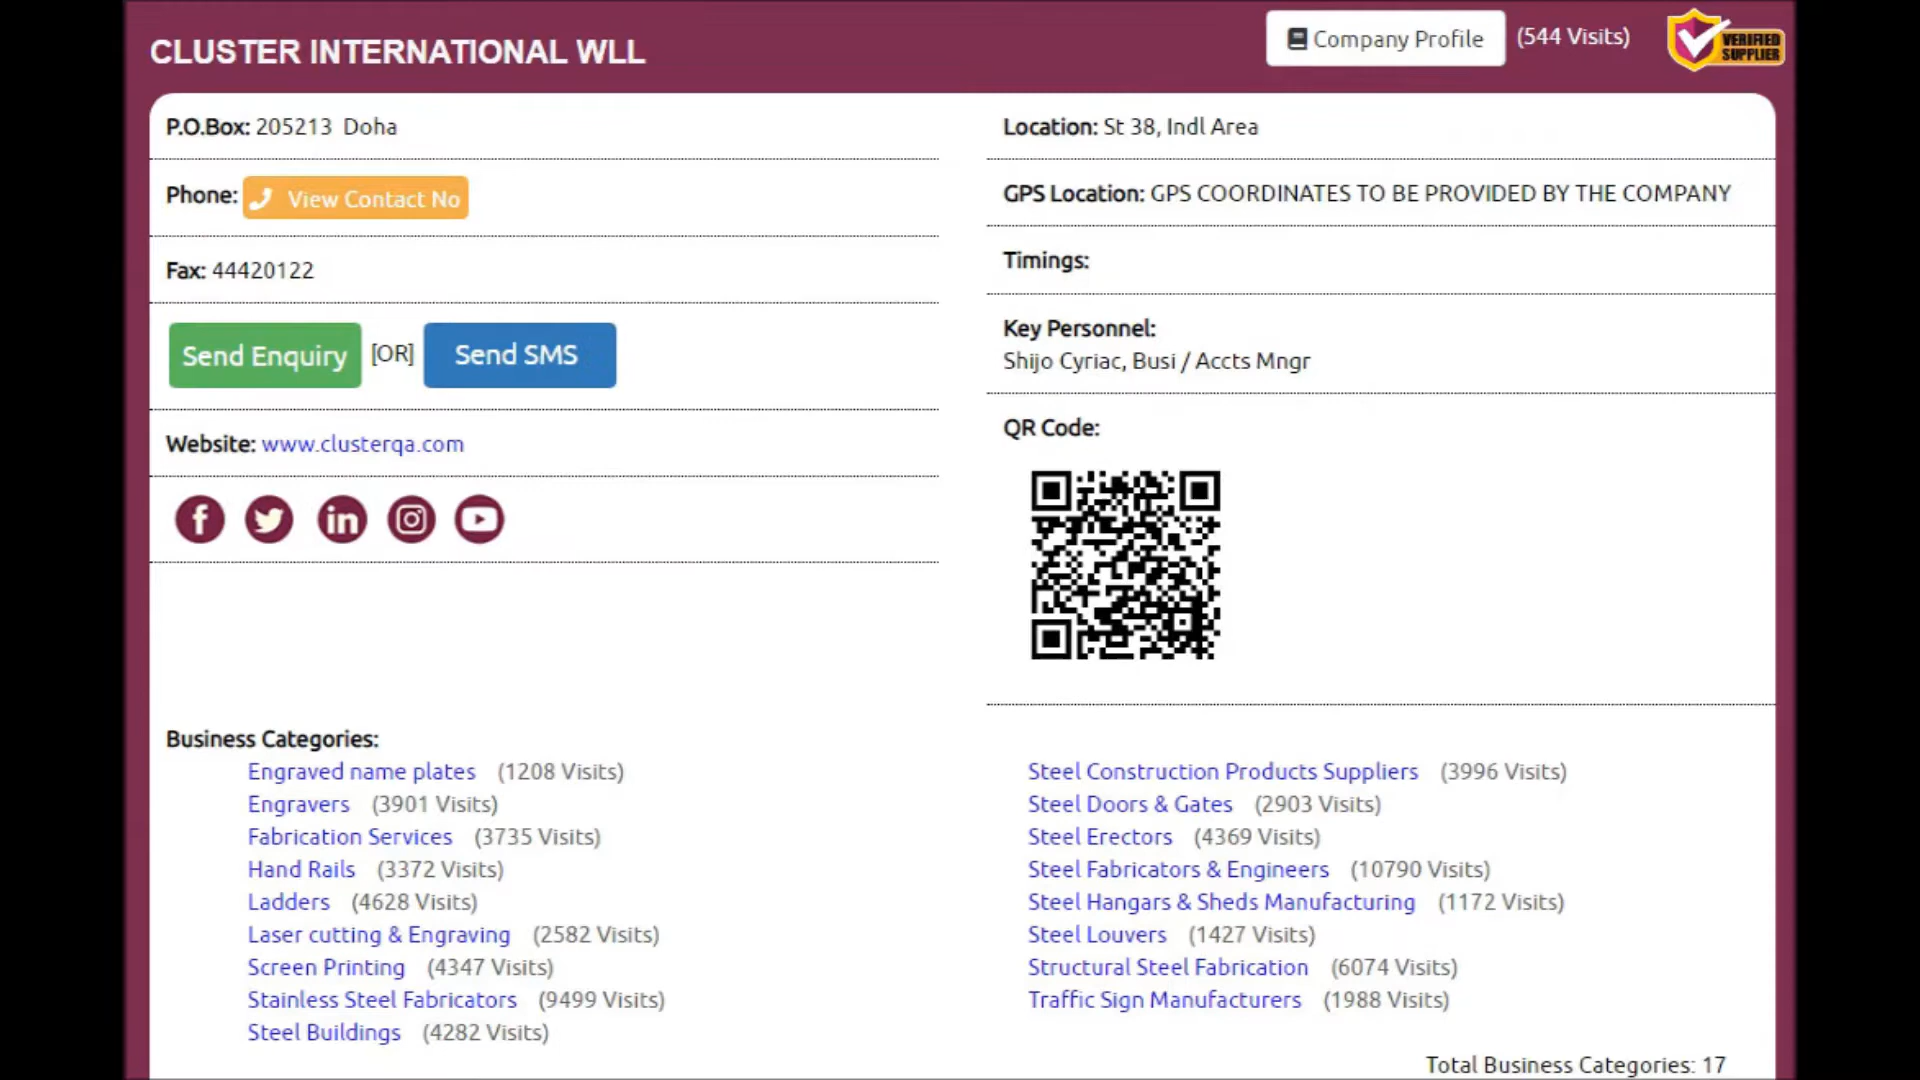 CLUSTER INTERNATIONAL WLL
Company Profile (544 Visits)
VERIFIED
SUPPLIER
P.O.Box: 205213 Doha
Phone: View Contact No
Fax: 44420122
Send Enquiry [OR] Send SMS
Website: www.clusterqa.com
Location: St 38, Indl Area
GPS Location: GPS COORDINATES TO BE PROVIDED BY THE COMPANY
Timings:
Key Personnel:
Shijo Cyriac, Busi / Accts Mngr
QR Code:
Business Categories:
Engraved name plates (1208 Visits)
Engravers (3901 Visits)
Fabrication Services (3735 Visits)
Hand Rails (3372 Visits)
Ladders (4628 Visits)
Laser cutting & Engraving (2582 Visits)
Screen Printing (4347 Visits)
Stainless Steel Fabricators (9499 Visits)
Steel Buildings (4282 Visits)
Steel Construction Products Suppliers (3996 Visits)
Steel Doors & Gates (2903 Visits)
Steel Erectors (4369 Visits)
Steel Fabricators & Engineers (10790 Visits)
Steel Hangars & Sheds Manufacturing (1172 Visits)
Steel Louvers (1427 Visits)
Structural Steel Fabrication (6074 Visits)
Traffic Sign Manufacturers (1988 Visits)
Total Business Categories: 17